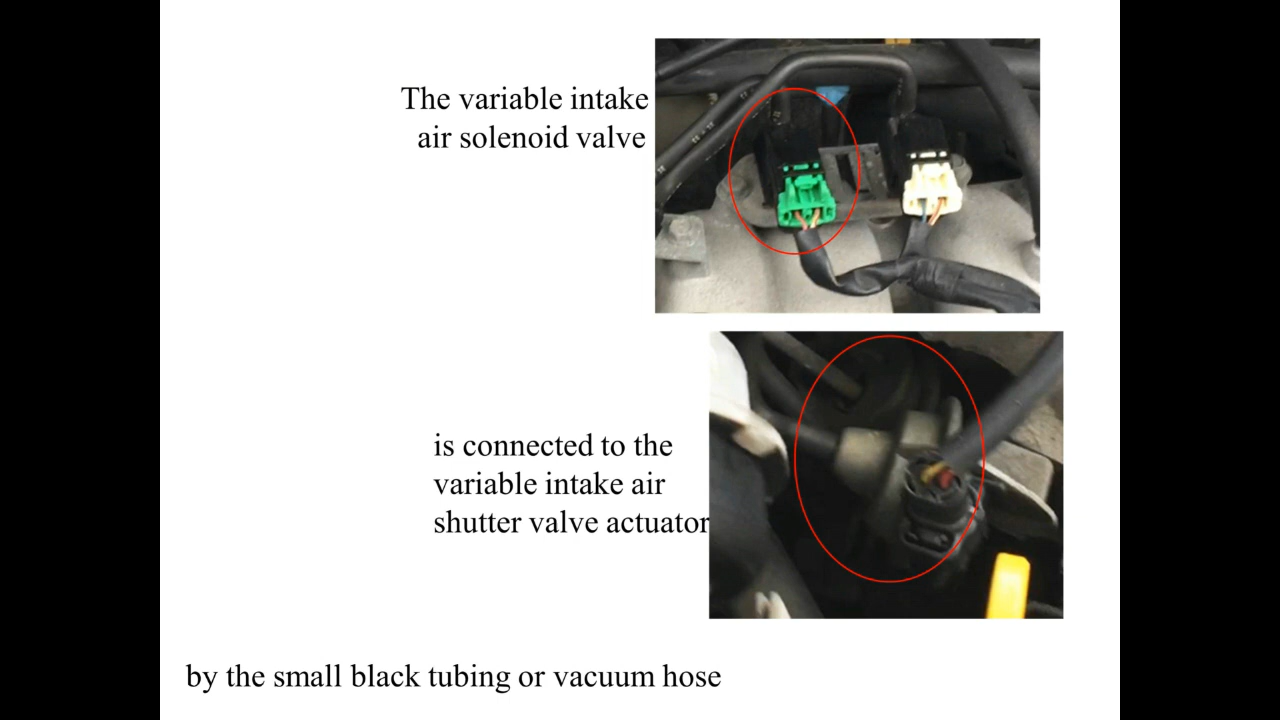 The variable intake
air solenoid valve
is connected to the
variable intake air
shutter valve actuator
by the small black tubing or vacuum hose